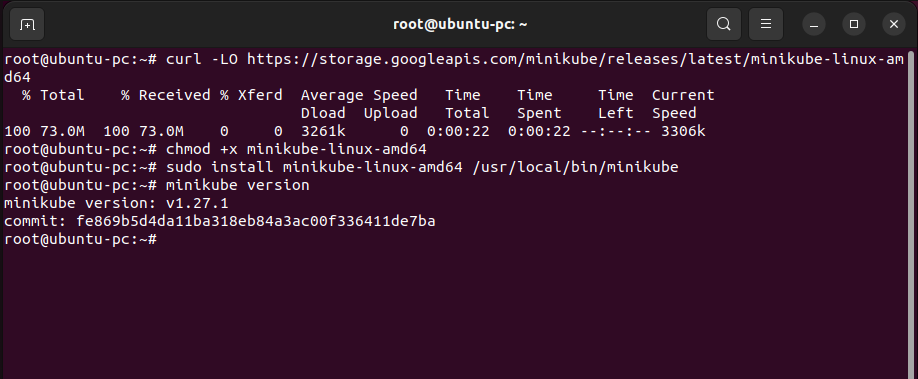 root@ubuntu-pc: ~
root@ubuntu-pc:~# curl -LO https://storage.googleapis.com/minikube/releases/latest/minikube-linux-am
d64
  % Total    % Received % Xferd  Average Speed   Time    Time     Time  Current
                                 Dload  Upload   Total   Spent    Left  Speed
100 73.0M  100 73.0M    0     0  3261k      0  0:00:22  0:00:22 --:--:-- 3306k
root@ubuntu-pc:~# chmod +x minikube-linux-amd64
root@ubuntu-pc:~# sudo install minikube-linux-amd64 /usr/local/bin/minikube
root@ubuntu-pc:~# minikube version
minikube version: v1.27.1
commit: fe869b5d4da11ba318eb84a3ac00f336411de7ba
root@ubuntu-pc:~#